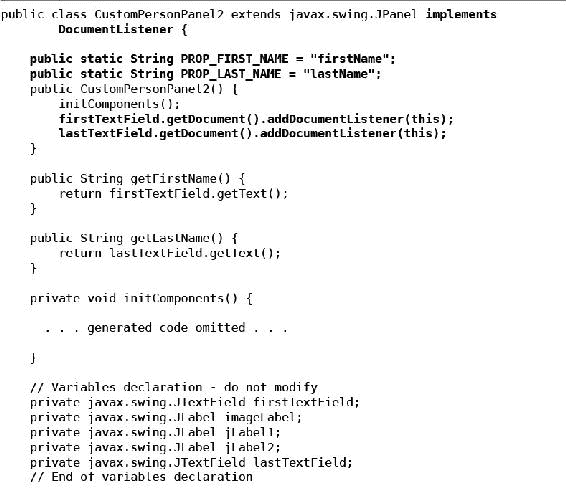 public class CustomPersonPanel2 extends javax.swing.JPanel implements
DocumentListener {
public static String PROP_FIRST_NAME = "firstName";
public static String PROP_LAST_NAME = "lastName";
public CustomPersonPanel2() {
initComponents();
firstTextField.getDocument().addDocumentListener(this);
lastTextField.getDocument().addDocumentListener(this);
}
public String getFirstName() {
return firstTextField.getText();
}
public String getLastName() {
return lastTextField.getText();
}
private void initComponents() {
. . . generated code omitted . . .
}
// Variables declaration - do not modify
private javax.swing.JTextField firstTextField;
private javax.swing.JLabel imageLabel;
private javax.swing.JLabel jLabel1;
private javax.swing.JLabel jLabel2;
private javax.swing.JTextField lastTextField;
// End of variables declaration